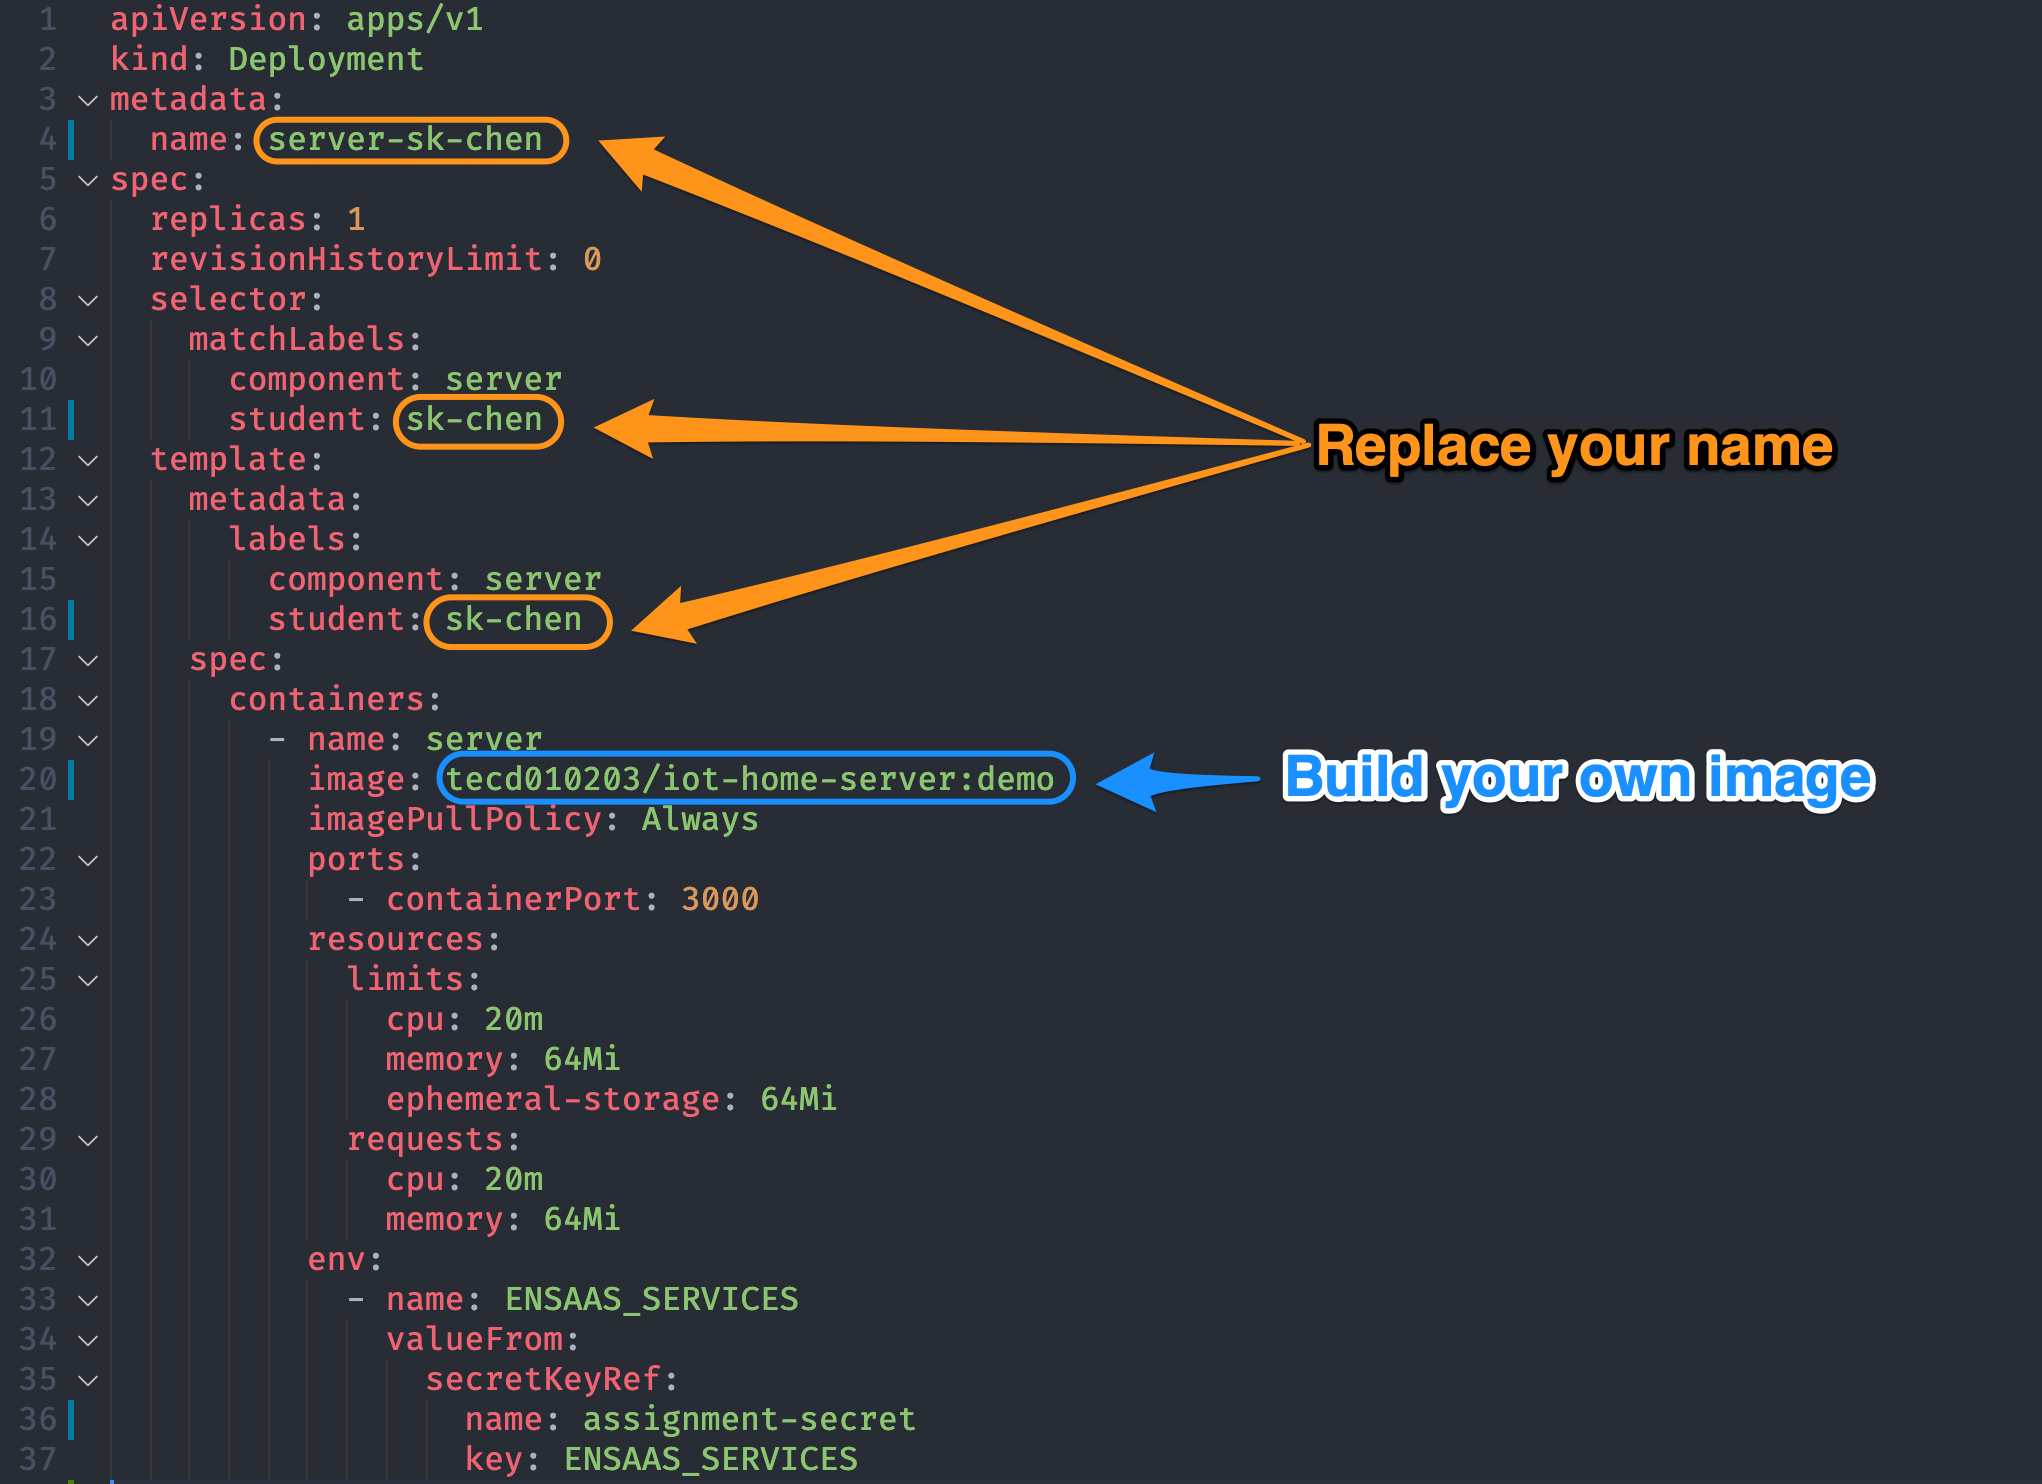 1 apiVersion: apps/v1
2 kind: Deployment
3 metadata:
4 name: server-sk-chen
5 spec:
6 replicas: 1
7 revisionHistoryLimit: 0
8 selector:
9 matchLabels:
10 component: server
11 student: sk-chen
Replace your name
12 template:
13 metadata:
14 labels:
15 component: server
16 student: sk-chen
17 spec:
18 containers:
19 - name: server
20 image: tecd010203/iot-home-server:demo
Build your own image
21 imagePullPolicy: Always
22 ports:
23 - containerPort: 3000
24 resources:
25 limits:
26 cpu: 20m
27 memory: 64Mi
28 ephemeral-storage: 64Mi
29 requests:
30 cpu: 20m
31 memory: 64Mi
32 env:
33 - name: ENSAAS_SERVICES
34 valueFrom:
35 secretKeyRef:
36 name: assignment-secret
37 key: ENSAAS_SERVICES